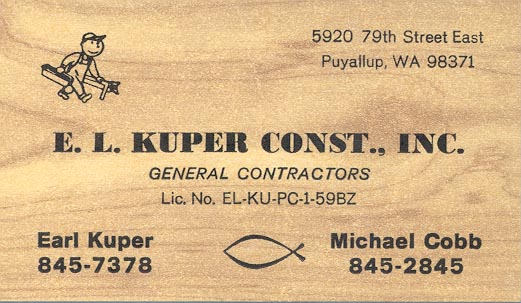 5920 79th Street East
Puyallup, WA 98371
E. L. KUPER CONST., INC.
GENERAL CONTRACTORS
Lic. No. EL-KU-PC-1-59BZ
Earl Kuper
845-7378
Michael Cobb
845-2845